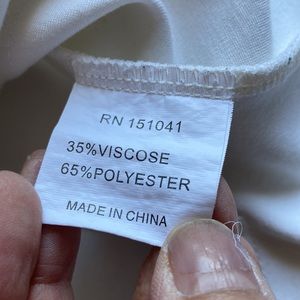 RN 151041
35%VISCOSE
65%POLYESTER
MADE IN CHINA